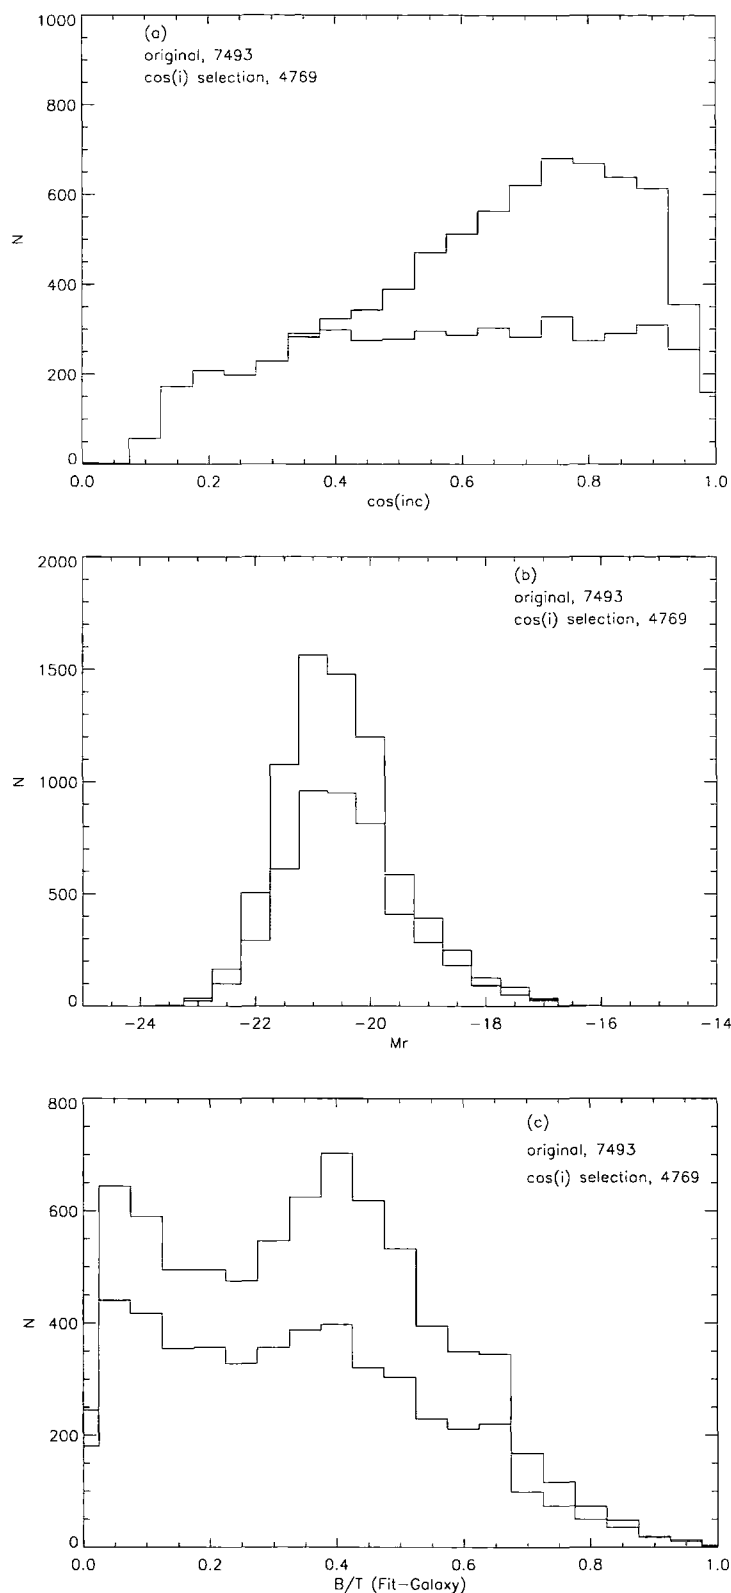 1000
(a)
original, 7493
cos(i) selection, 4769
800
600
N
400
200
0
0.0 0.2 0.4 0.6 0.8 1.0
cos(inc)
2000
(b)
original, 7493
cos(i) selection, 4769
1500
N
1000
500
0
-24 -22 -20 -18 -16 -14
Mr
800
(c)
original, 7493
cos(i) selection, 4769
600
N
400
200
0
0.0 0.2 0.4 0.6 0.8 1.0
B/T (Fit-Galaxy)